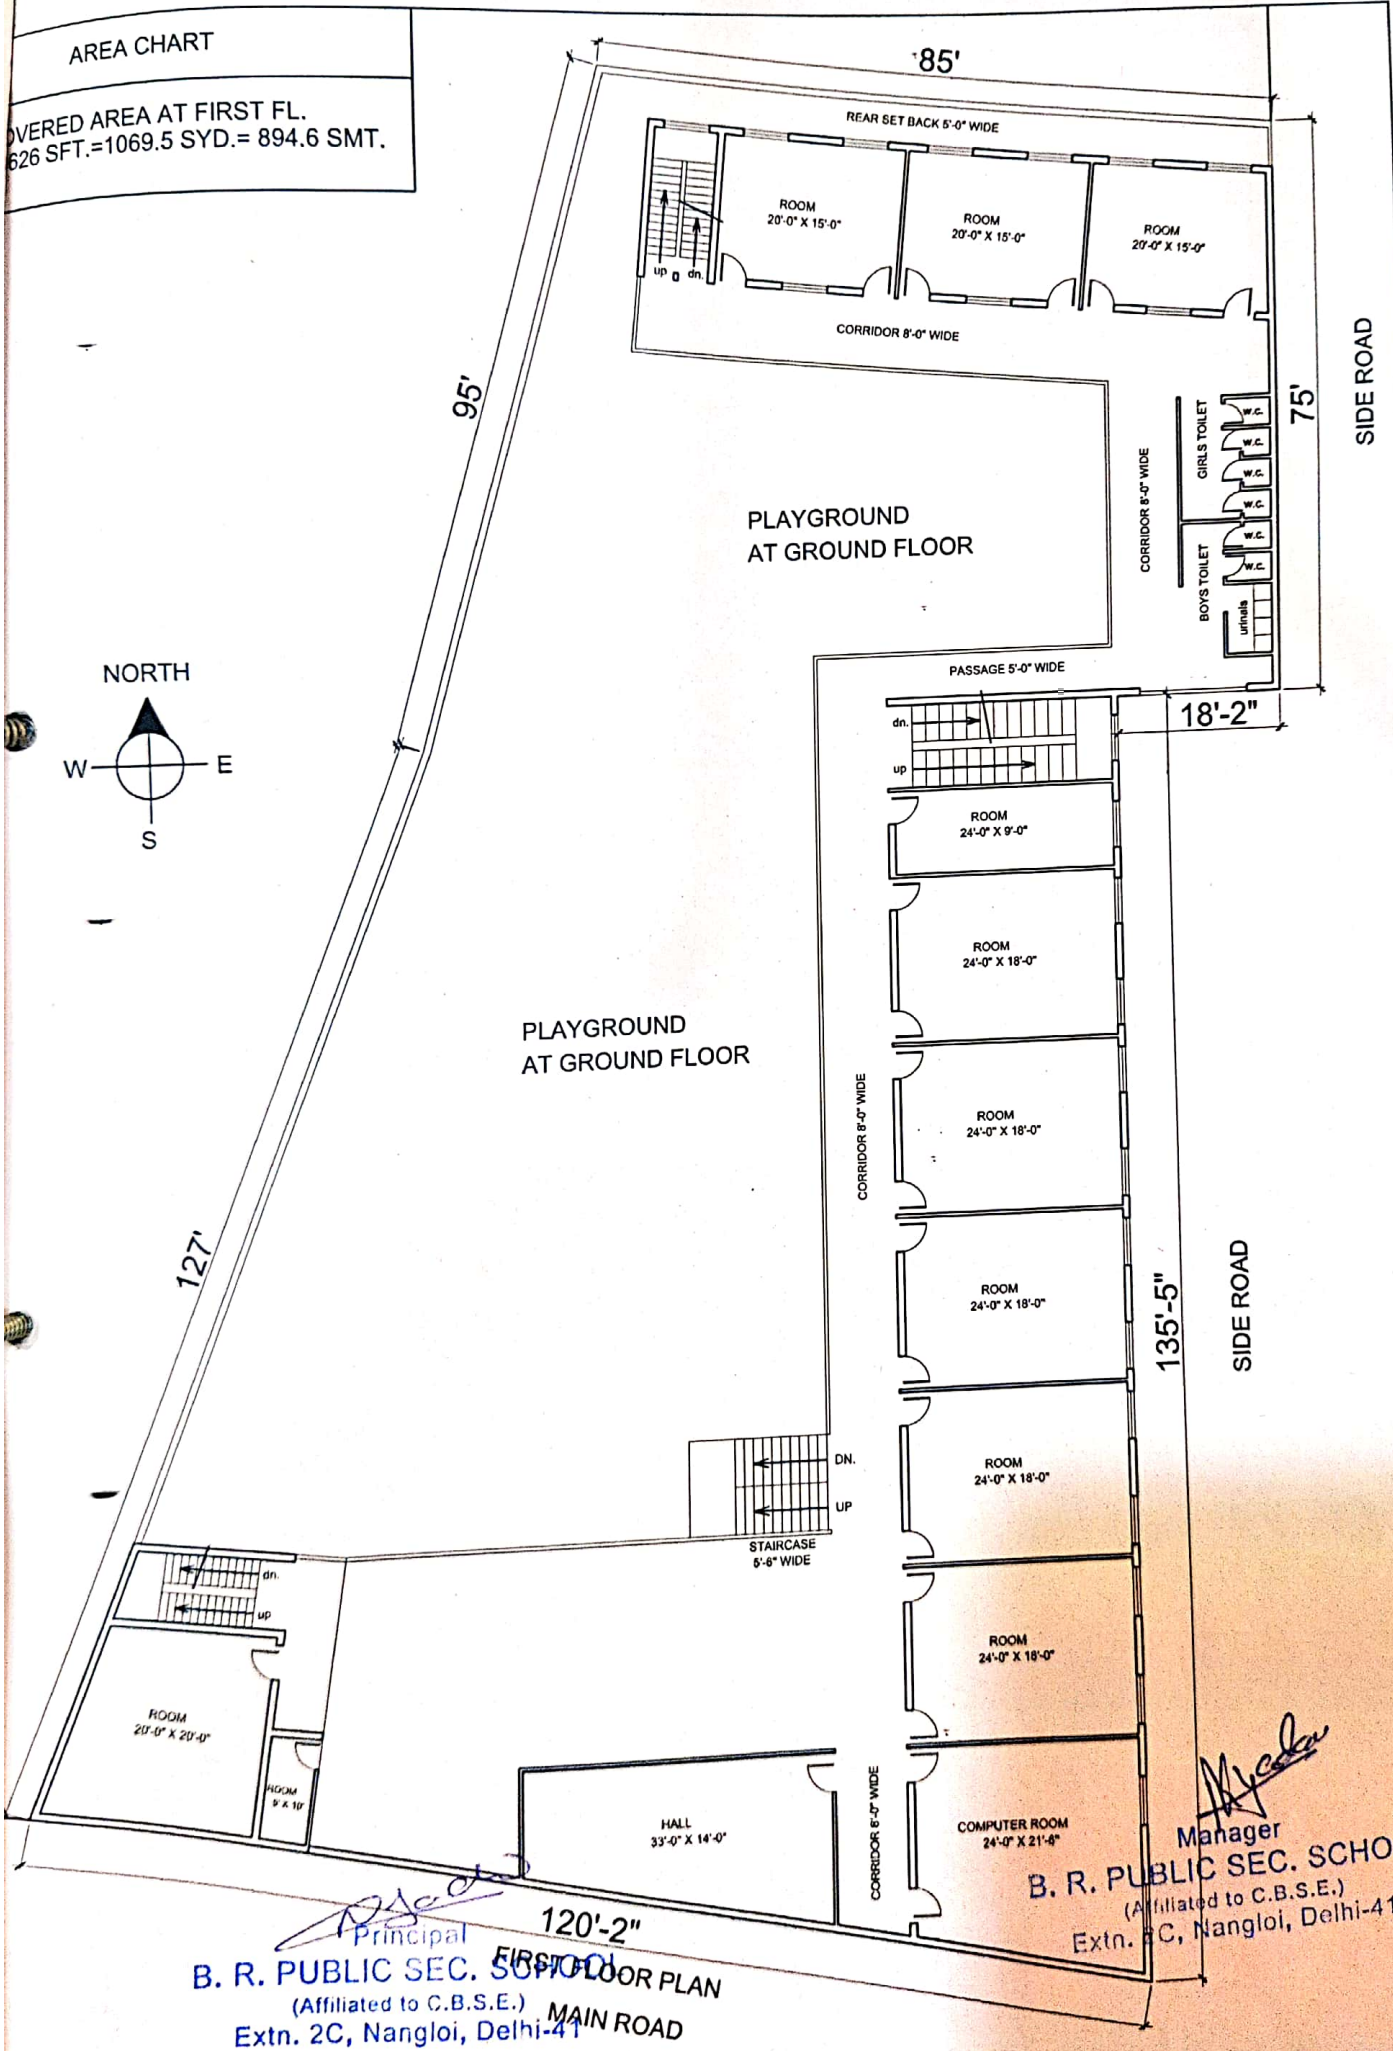 AREA CHART
OVERED AREA AT FIRST FL.
626 SFT.=1069.5 SYD.= 894.6 SMT.
85'
REAR SET BACK 5'-0" WIDE
ROOM
20'-0" X 15'-0"
ROOM
20'-0" X 15'-0"
ROOM
20'-0" X 15'-0"
up
dn.
CORRIDOR 8'-0" WIDE
95'
75'
SIDE ROAD
GIRLS TOILET
W.C.
W.C.
W.C.
W.C.
W.C.
W.C.
CORRIDOR 8'-0" WIDE
BOYS TOILET
urinals
PLAYGROUND
AT GROUND FLOOR
PASSAGE 5'-0" WIDE
18'-2"
NORTH
W
E
S
dn.
up
ROOM
24'-0" X 9'-0"
ROOM
24'-0" X 18'-0"
PLAYGROUND
AT GROUND FLOOR
CORRIDOR 8'-0" WIDE
ROOM
24'-0" X 18'-0"
127'
ROOM
24'-0" X 18'-0"
135'-5"
SIDE ROAD
ROOM
24'-0" X 18'-0"
DN.
UP
STAIRCASE
5'-6" WIDE
dn.
up
ROOM
24'-0" X 18'-0"
ROOM
20'-0" X 20'-0"
ROOM
HALL
33'-0" X 14'-0"
CORRIDOR 8'-0" WIDE
COMPUTER ROOM
24'-0" X 21'-6"
Manager
B. R. PUBLIC SEC. SCHO
(Affiliated to C.B.S.E.)
Extn. 2C, Nangloi, Delhi-41
120'-2"
Principal
B. R. PUBLIC SEC. SCHOOL
(Affiliated to C.B.S.E.)
Extn. 2C, Nangloi, Delhi-41
FIRST FLOOR PLAN
MAIN ROAD